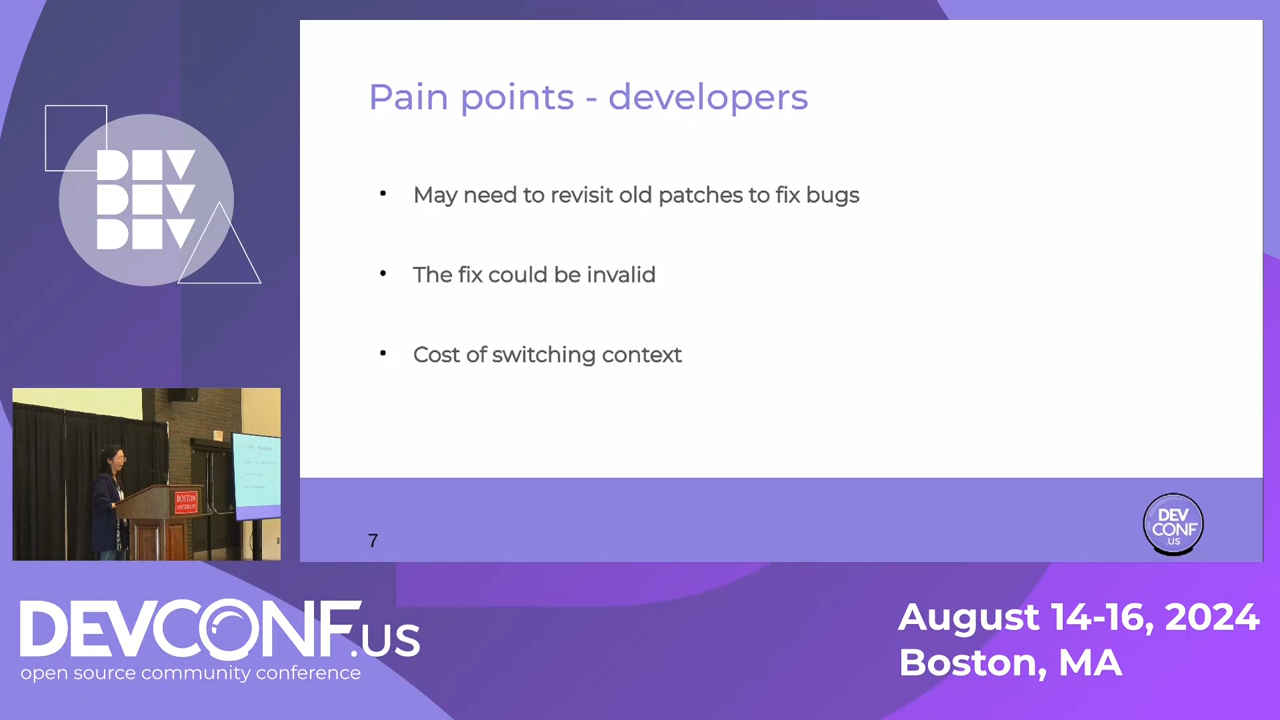 DEV
DEV
DEV
Pain points - developers
• May need to revisit old patches to fix bugs
• The fix could be invalid
• Cost of switching context
7
DEV
CONF
.US
BOSTON
UNIVERSITY
DEVCONF.US
open source community conference
August 14-16, 2024
Boston, MA